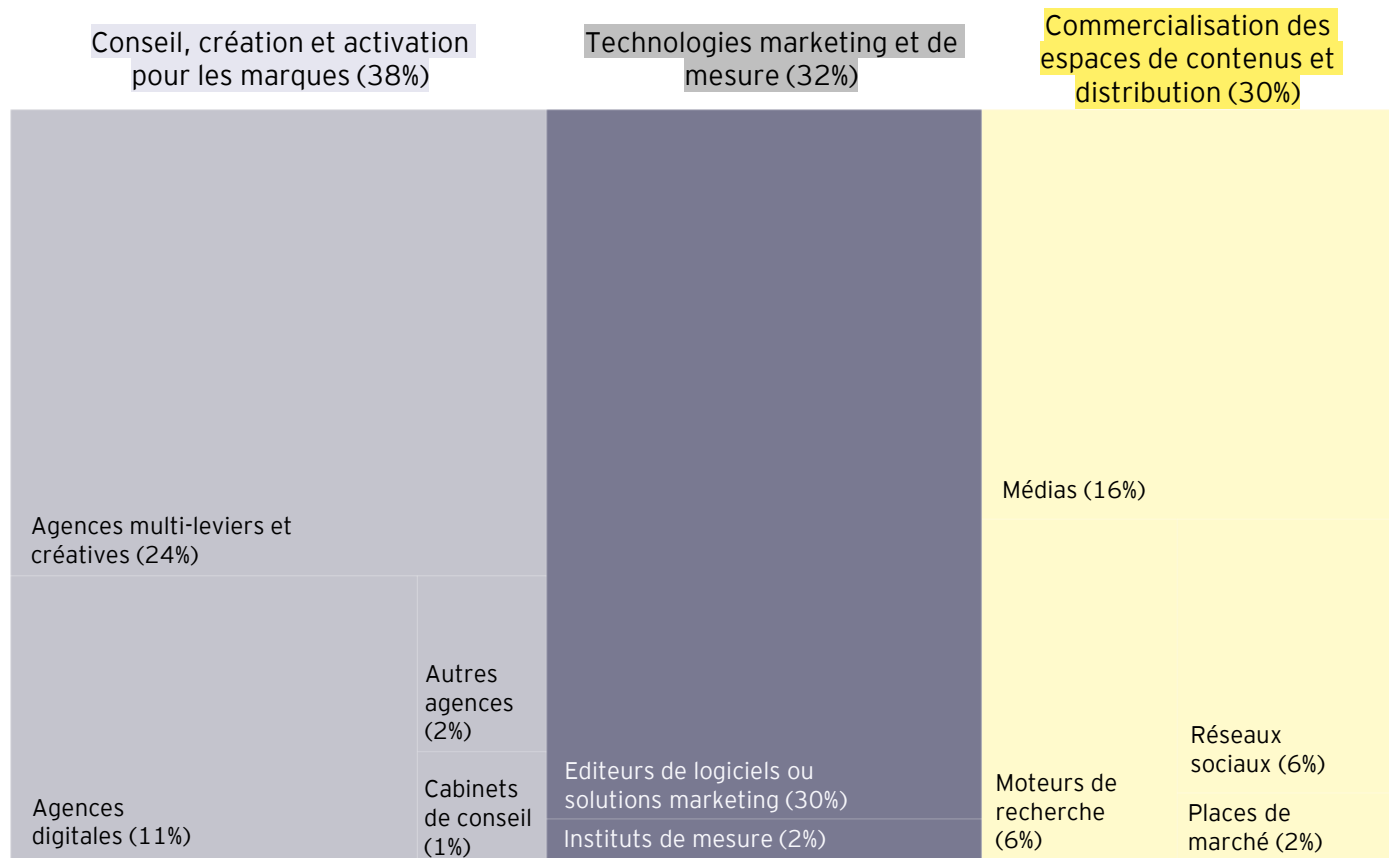 Conseil, création et activation
pour les marques (38%)
Technologies marketing et de
mesure (32%)
Commercialisation des
espaces de contenus et
distribution (30%)
Agences multi-leviers et
créatives (24%)
Agences
digitales (11%)
Autres
agences
(2%)
Cabinets
de conseil
(1%)
Editeurs de logiciels ou
solutions marketing (30%)
Instituts de mesure (2%)
Médias (16%)
Moteurs de
recherche
(6%)
Réseaux
sociaux (6%)
Places de
marché (2%)